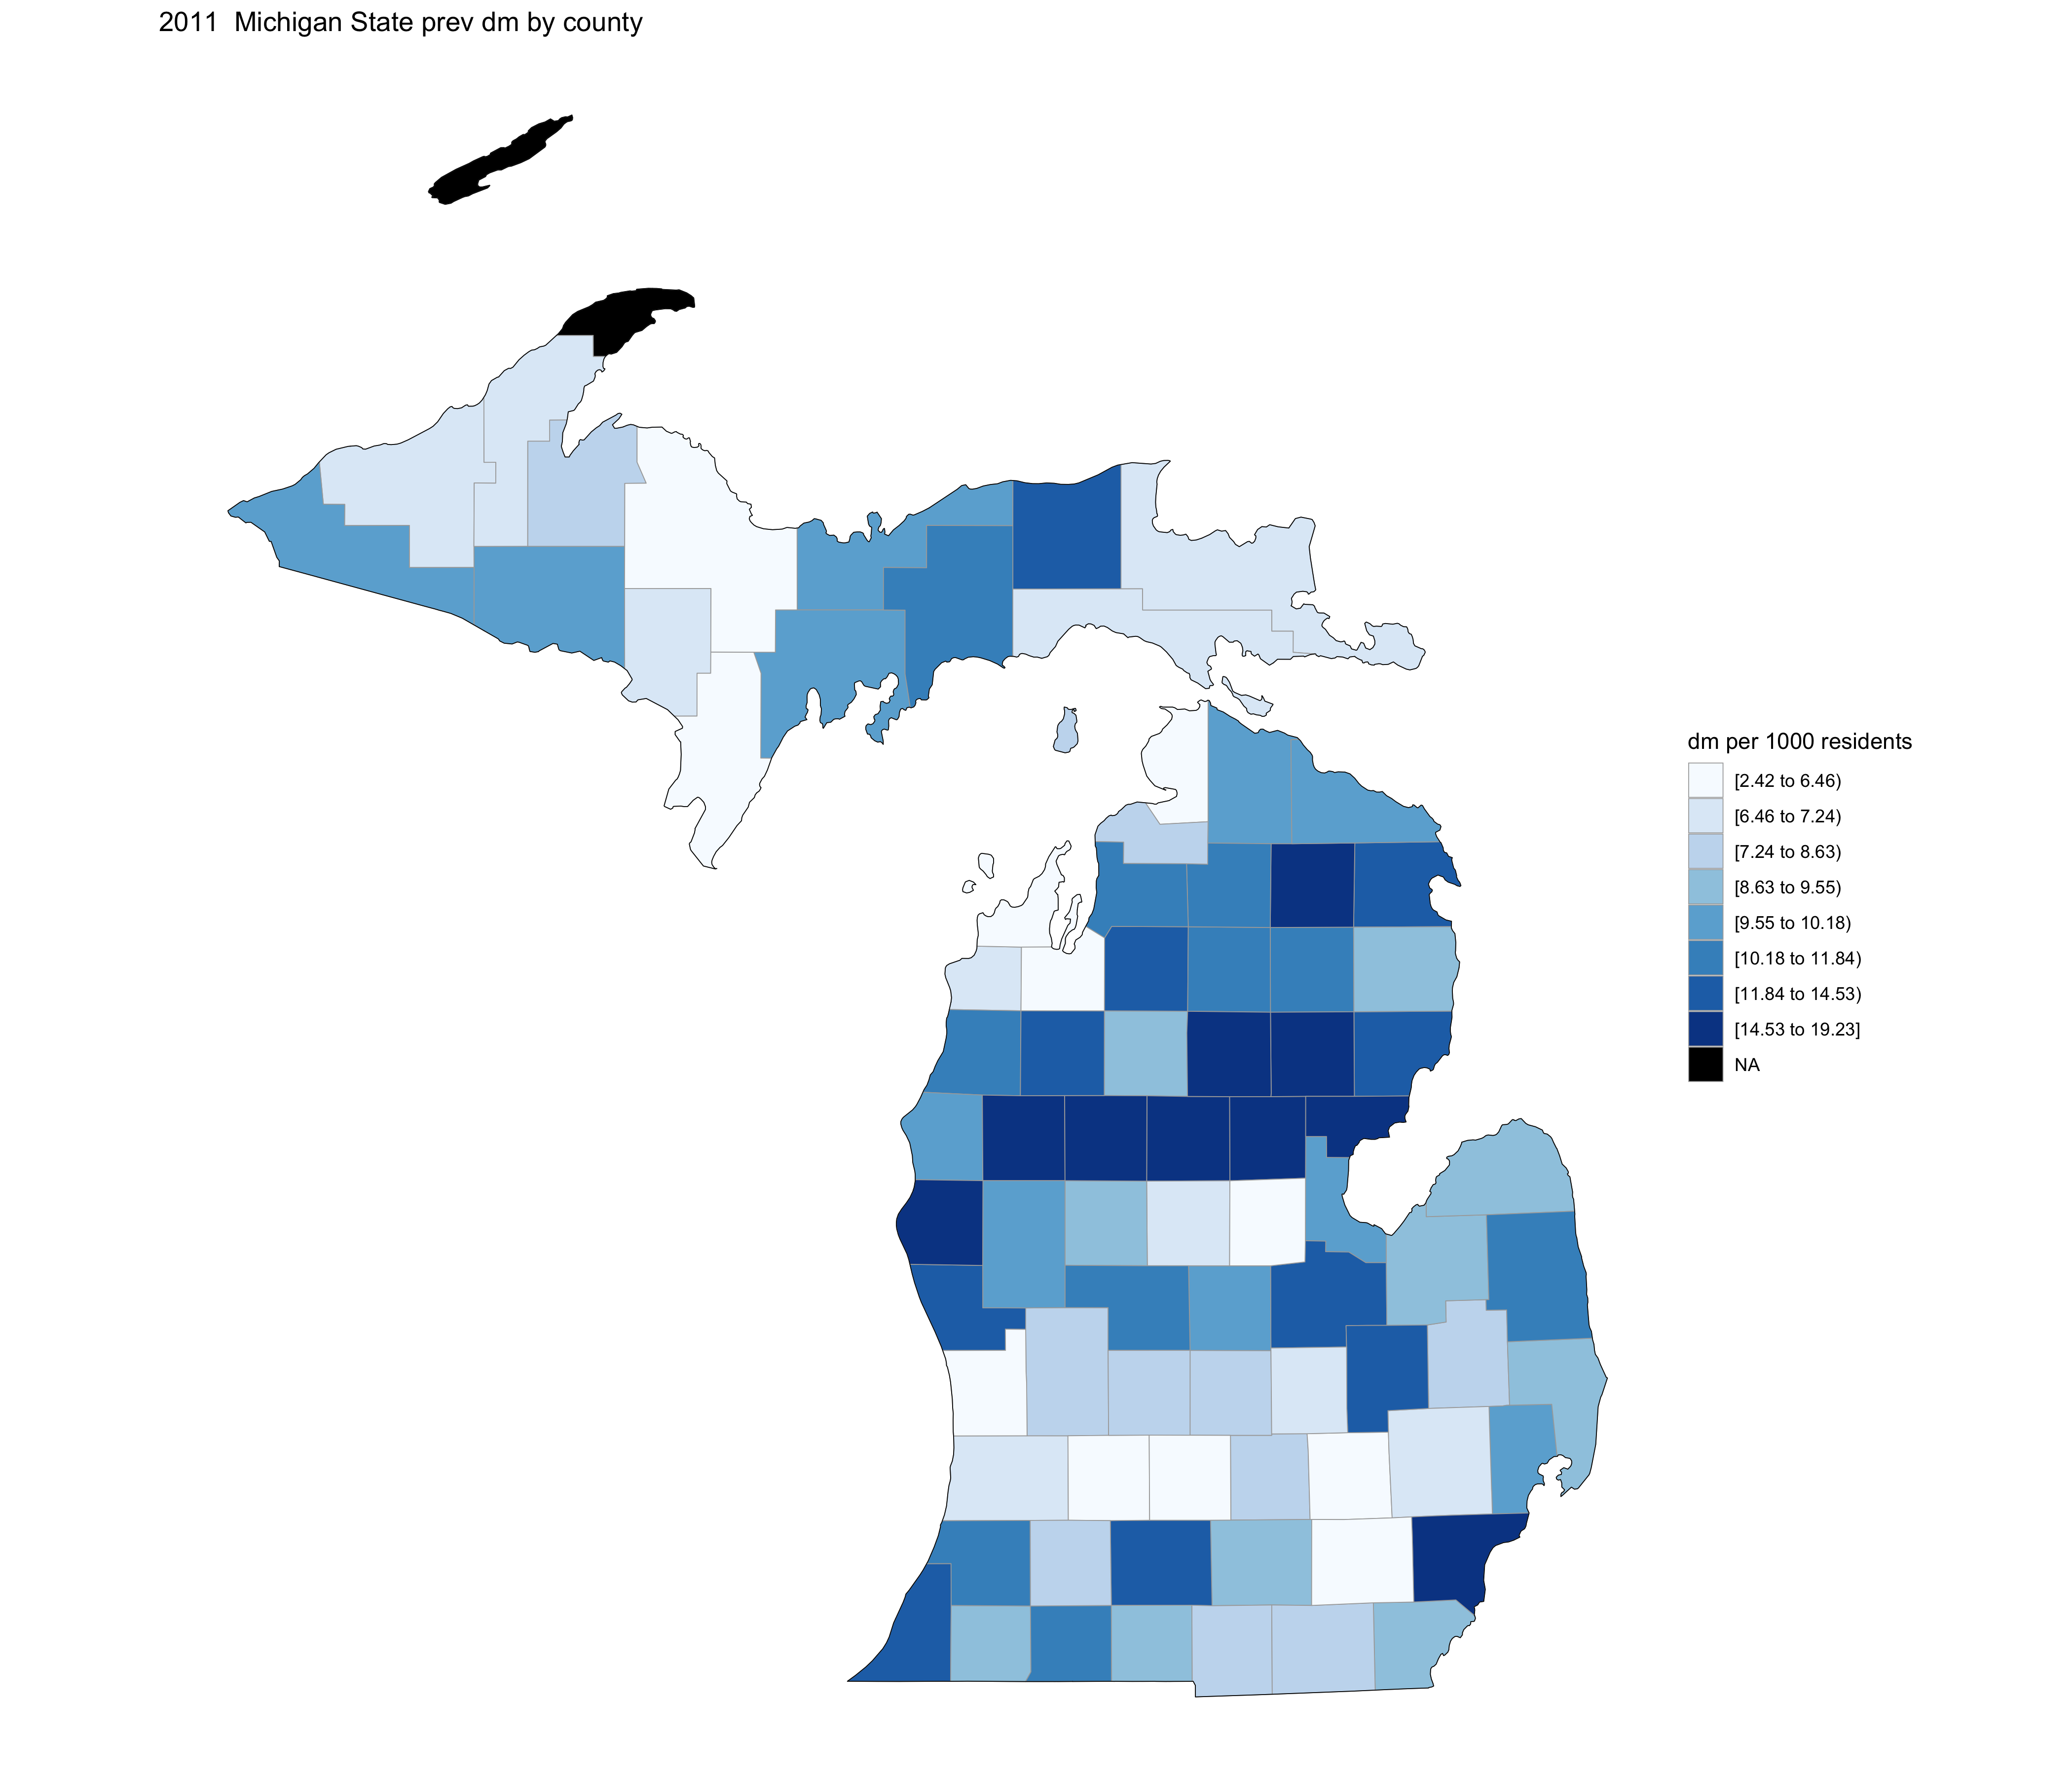 2011  Michigan State prev dm by county
dm per 1000 residents
[2.42 to 6.46)
[6.46 to 7.24)
[7.24 to 8.63)
[8.63 to 9.55)
[9.55 to 10.18)
[10.18 to 11.84)
[11.84 to 14.53)
[14.53 to 19.23]
NA